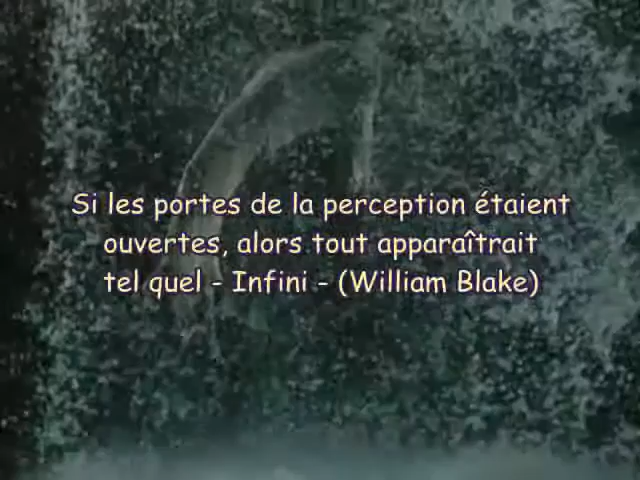 Si les portes de la perception étaient
ouvertes, alors tout apparaîtrait
tel quel - Infini - (William Blake)